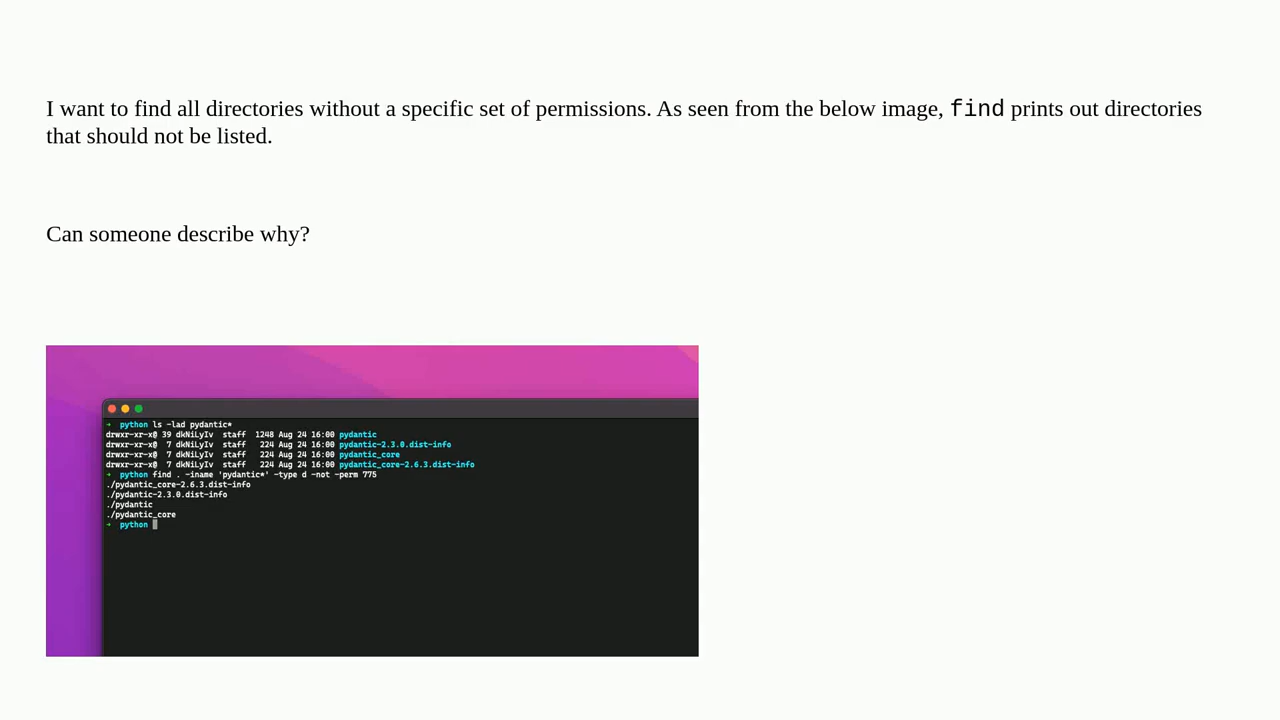 I want to find all directories without a specific set of permissions. As seen from the below image, find prints out directories
that should not be listed.
Can someone describe why?
→ python ls -lad pydantic*
drwxr-xr-x@ 39 dkNiLyIv staff 1248 Aug 24 16:00 pydantic
drwxr-xr-x@ 7 dkNiLyIv staff 224 Aug 24 16:00 pydantic-2.3.0.dist-info
drwxr-xr-x@ 7 dkNiLyIv staff 224 Aug 24 16:00 pydantic_core
drwxr-xr-x@ 7 dkNiLyIv staff 224 Aug 24 16:00 pydantic_core-2.6.3.dist-info
→ python find . -iname 'pydantic*' -type d -not -perm 775
./pydantic_core-2.6.3.dist-info
./pydantic-2.3.0.dist-info
./pydantic
./pydantic_core
→ python